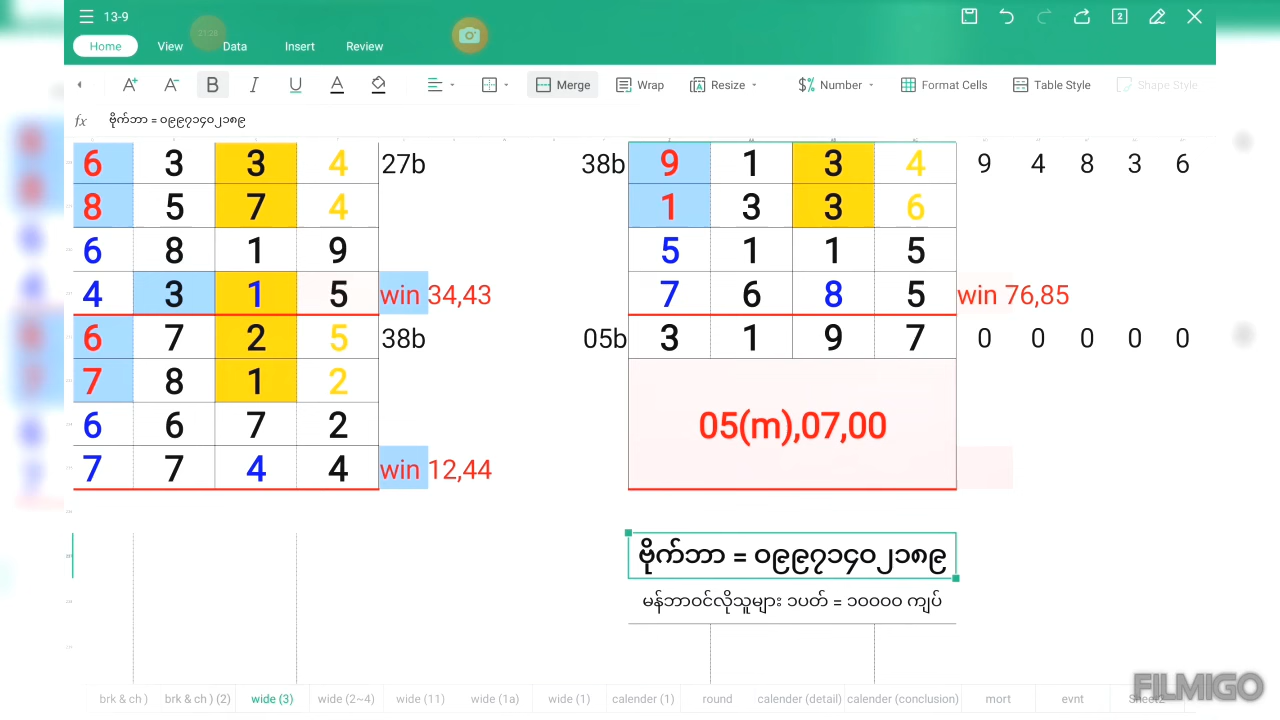 13-9
21:28
Home View Data Insert Review
A+ A- B I U A Merge Wrap Resize $% Number Format Cells Table Style Shape Style
fx ဗိုက်ဘာ = ၀၉၉၇၁၄၀၂၁၈၉
6 3 3 4 27b 38b 9 1 3 4 9 4 8 3 6
8 5 7 4 1 3 3 6
6 8 1 9 5 1 1 5
4 3 1 5 win 34,43 7 6 8 5 win 76,85
6 7 2 5 38b 05b 3 1 9 7 0 0 0 0 0
7 8 1 2
05(m),07,00
6 6 7 2
7 7 4 4 win 12,44
ဗိုက်ဘာ = ၀၉၉၇၁၄၀၂၁၈၉
မန်ဘာဝင်လိုသူများ ၁ပတ် = ၁၀၀၀၀ ကျပ်
brk & ch ) brk & ch ) (2) wide (3) wide (2~4) wide (11) wide (1a) wide (1) calender (1) round calender (detail) calender (conclusion) mort evnt Sheet2
FILMIGO